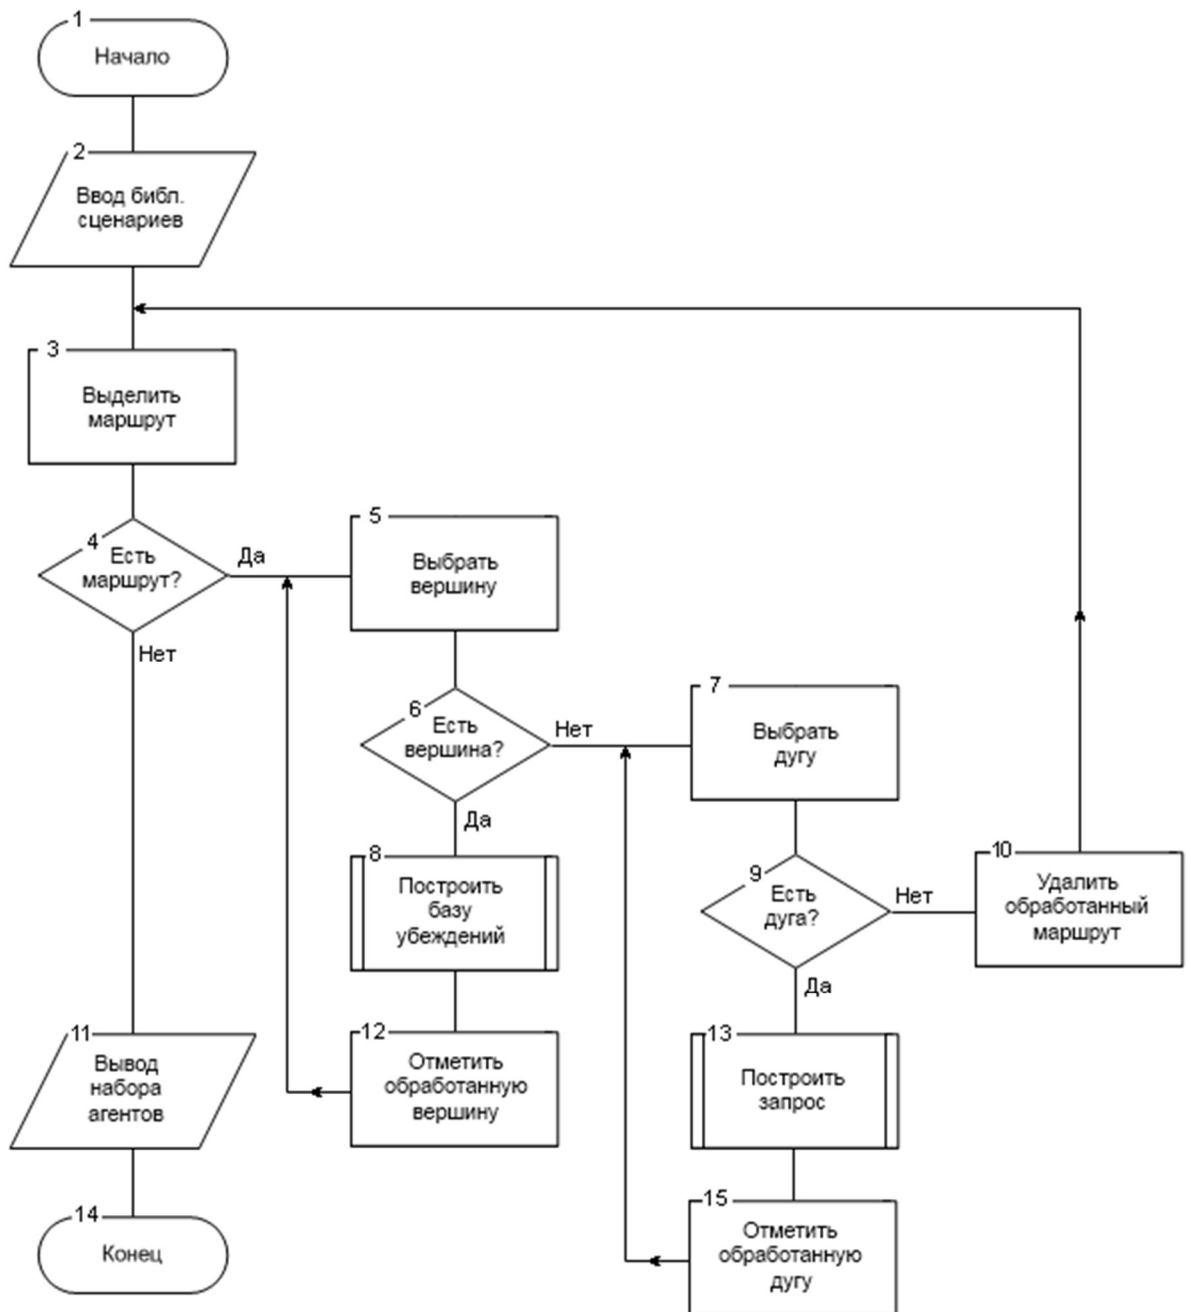 1
Начало
2
Ввод библ.
сценариев
3
Выделить
маршрут
4
Есть
маршрут?
Да
Нет
5
Выбрать
вершину
6
Есть
вершина?
Нет
Да
7
Выбрать
дугу
8
Построить
базу
убеждений
9
Есть
дуга?
Нет
Да
10
Удалить
обработанный
маршрут
11
Вывод
набора
агентов
12
Отметить
обработанную
вершину
13
Построить
запрос
14
Конец
15
Отметить
обработанную
дугу